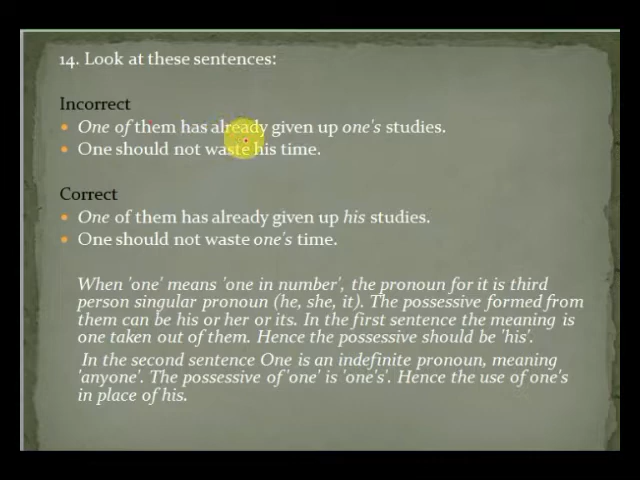 14. Look at these sentences:
Incorrect
• One of them has already given up one's studies.
• One should not waste his time.
Correct
• One of them has already given up his studies.
• One should not waste one's time.
When 'one' means 'one in number', the pronoun for it is third
person singular pronoun (he, she, it). The possessive formed from
them can be his or her or its. In the first sentence the meaning is
one taken out of them. Hence the possessive should be 'his'.
In the second sentence One is an indefinite pronoun, meaning
'anyone'. The possessive of 'one' is 'one's'. Hence the use of one's
in place of his.